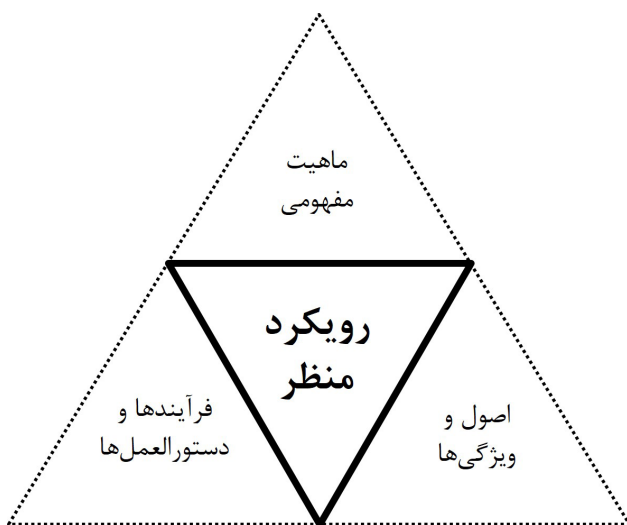 ماهیت
مفهومی
رویکرد
منظر
اصول و
ویژگی‌ها
فرآیندها و
دستورالعمل‌ها